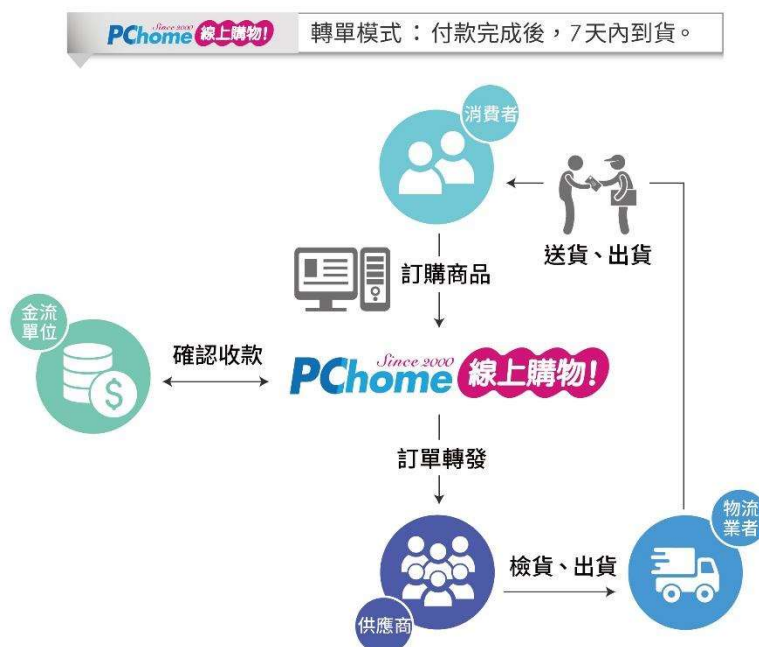 Since 2000
PChome 線上購物! 轉單模式：付款完成後，7天內到貨。
消費者
送貨、出貨
訂購商品
金流
單位
確認收款
Since 2000
PChome 線上購物!
訂單轉發
物流
業者
檢貨、出貨
供應商